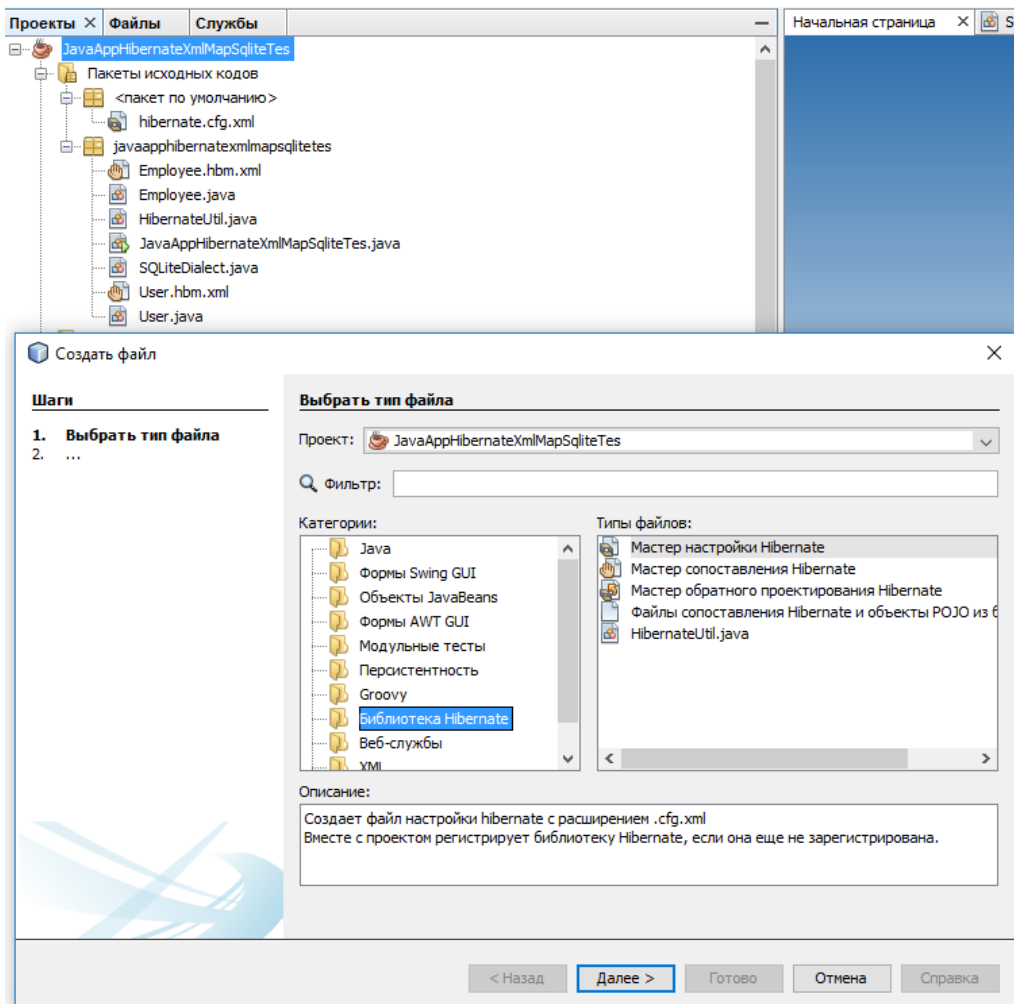 Проекты Файлы Службы
Начальная страница S
JavaAppHibernateXmlMapSqliteTes
Пакеты исходных кодов
<пакет по умолчанию>
hibernate.cfg.xml
javaapphibernatexmlmapsqlitetes
Employee.hbm.xml
Employee.java
HibernateUtil.java
JavaAppHibernateXmlMapSqliteTes.java
SQLiteDialect.java
User.hbm.xml
User.java
Создать файл
Шаги
1. Выбрать тип файла
2. ...
Выбрать тип файла
Проект: JavaAppHibernateXmlMapSqliteTes
Фильтр:
Категории:
Java
Формы Swing GUI
Объекты JavaBeans
Формы AWT GUI
Модульные тесты
Персистентность
Groovy
Библиотека Hibernate
Веб-службы
XML
Типы файлов:
Мастер настройки Hibernate
Мастер сопоставления Hibernate
Мастер обратного проектирования Hibernate
Файлы сопоставления Hibernate и объекты POJO из б
HibernateUtil.java
Описание:
Создает файл настройки hibernate с расширением .cfg.xml
Вместе с проектом регистрирует библиотеку Hibernate, если она еще не зарегистрирована.
< Назад Далее > Готово Отмена Справка